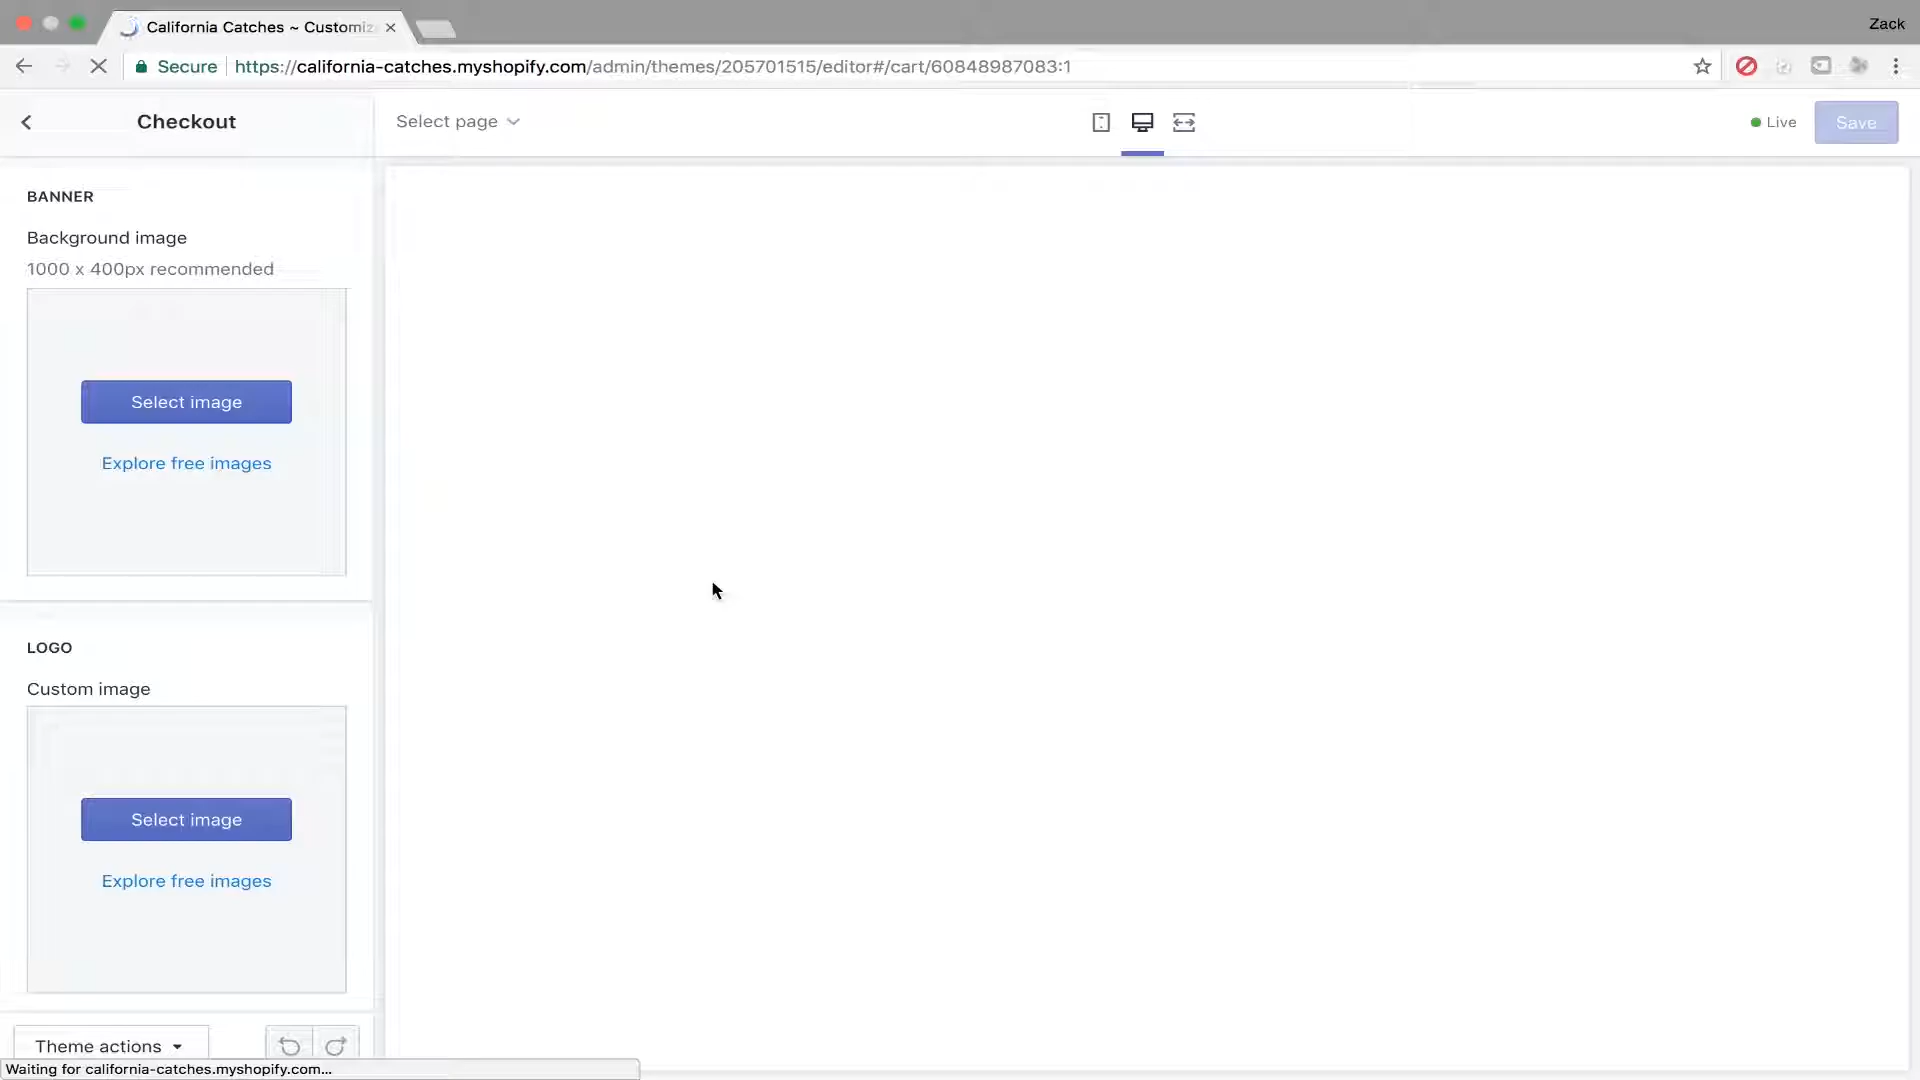 California Catches ~ Customiz
Zack
Secure
https://california-catches.myshopify.com/admin/themes/205701515/editor#/cart/60848987083:1
Checkout
Select page
Live
Save
BANNER
Background image
1000 x 400px recommended
Select image
Explore free images
LOGO
Custom image
Select image
Explore free images
Theme actions
Waiting for california-catches.myshopify.com...